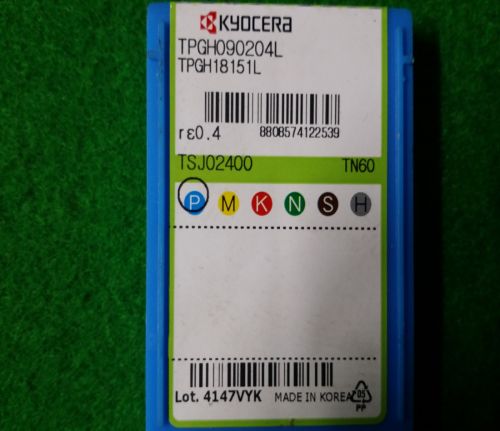 KYOCERA
TPGH090204L
TPGH18151L
rε0.4
8808574122539
TSJ02400 TN60
P M K N S H
Lot. 4147VYK MADE IN KOREA
05
PP